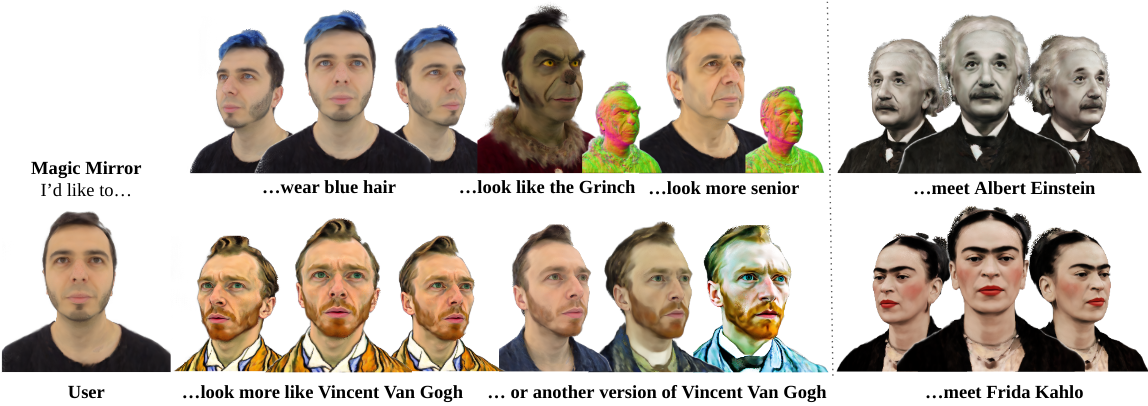 Magic Mirror
I’d like to…
…wear blue hair
…look like the Grinch
…look more senior
…meet Albert Einstein
User
…look more like Vincent Van Gogh
… or another version of Vincent Van Gogh
…meet Frida Kahlo